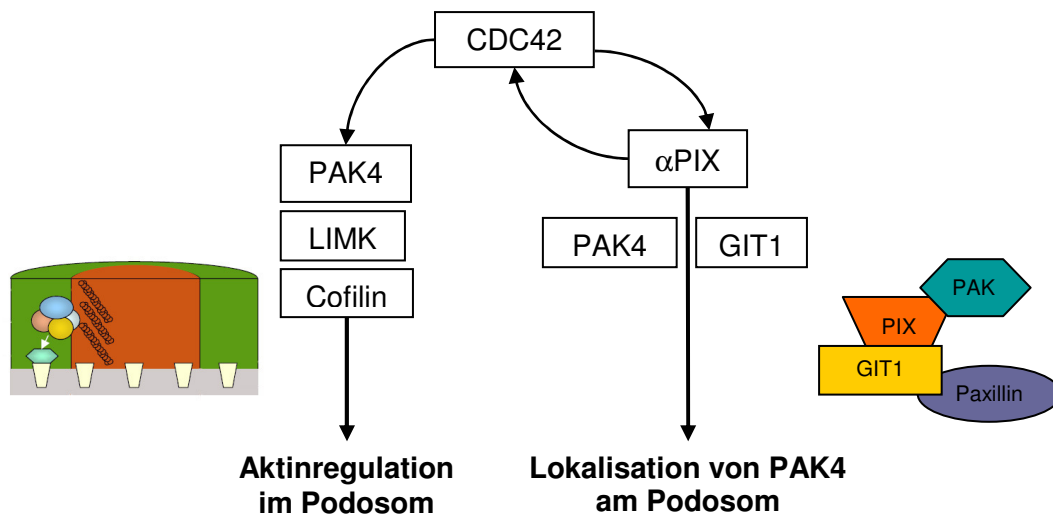 CDC42
PAK4
αPIX
LIMK
PAK4
GIT1
Cofilin
PAK
PIX
GIT1
Paxillin
Aktinregulation
im Podosom
Lokalisation von PAK4
am Podosom